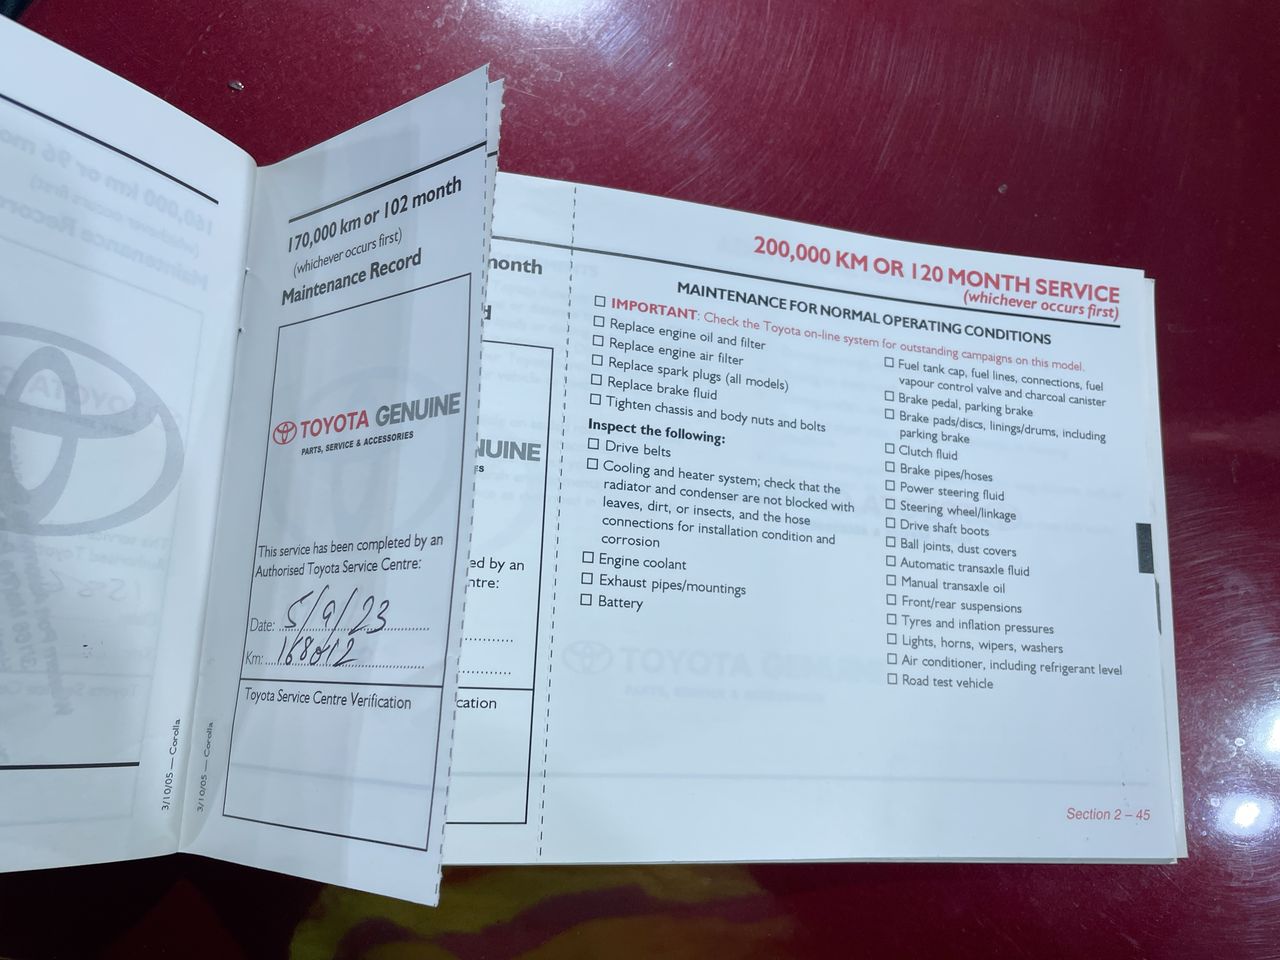 170,000 km or 102 month
(whichever occurs first)
Maintenance Record
TOYOTA GENUINE
PARTS, SERVICE & ACCESSORIES
This service has been completed by an
Authorised Toyota Service Centre:
Date: 5/9/23
Km: 168012
Toyota Service Centre Verification
3/10/05 — Corolla
3/10/05 — Corolla
200,000 KM OR 120 MONTH SERVICE
(whichever occurs first)
MAINTENANCE FOR NORMAL OPERATING CONDITIONS
IMPORTANT: Check the Toyota on-line system for outstanding campaigns on this model.
Replace engine oil and filter
Replace engine air filter
Replace spark plugs (all models)
Replace brake fluid
Tighten chassis and body nuts and bolts
Inspect the following:
Drive belts
Cooling and heater system; check that the
radiator and condenser are not blocked with
leaves, dirt, or insects, and the hose
connections for installation condition and
corrosion
Engine coolant
Exhaust pipes/mountings
Battery
Fuel tank cap, fuel lines, connections, fuel
vapour control valve and charcoal canister
Brake pedal, parking brake
Brake pads/discs, linings/drums, including
parking brake
Clutch fluid
Brake pipes/hoses
Power steering fluid
Steering wheel/linkage
Drive shaft boots
Ball joints, dust covers
Automatic transaxle fluid
Manual transaxle oil
Front/rear suspensions
Tyres and inflation pressures
Lights, horns, wipers, washers
Air conditioner, including refrigerant level
Road test vehicle
Section 2 – 45